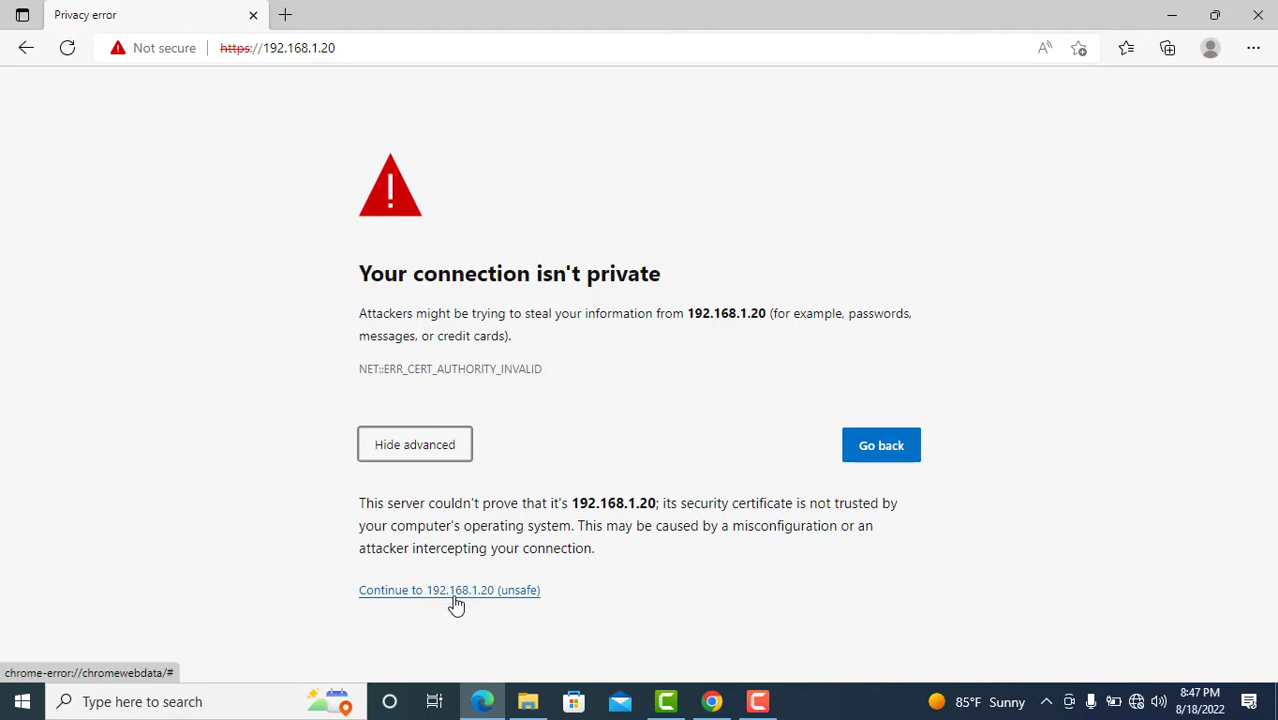 Privacy error
Not secure
https://192.168.1.20
A
!
Your connection isn't private
Attackers might be trying to steal your information from 192.168.1.20 (for example, passwords,
messages, or credit cards).
NET::ERR_CERT_AUTHORITY_INVALID
Hide advanced
Go back
This server couldn't prove that it's 192.168.1.20; its security certificate is not trusted by
your computer's operating system. This may be caused by a misconfiguration or an
attacker intercepting your connection.
Continue to 192.168.1.20 (unsafe)
chrome-error://chromewebdata/#
Type here to search
C
C
85°F Sunny
8:47 PM
8/18/2022